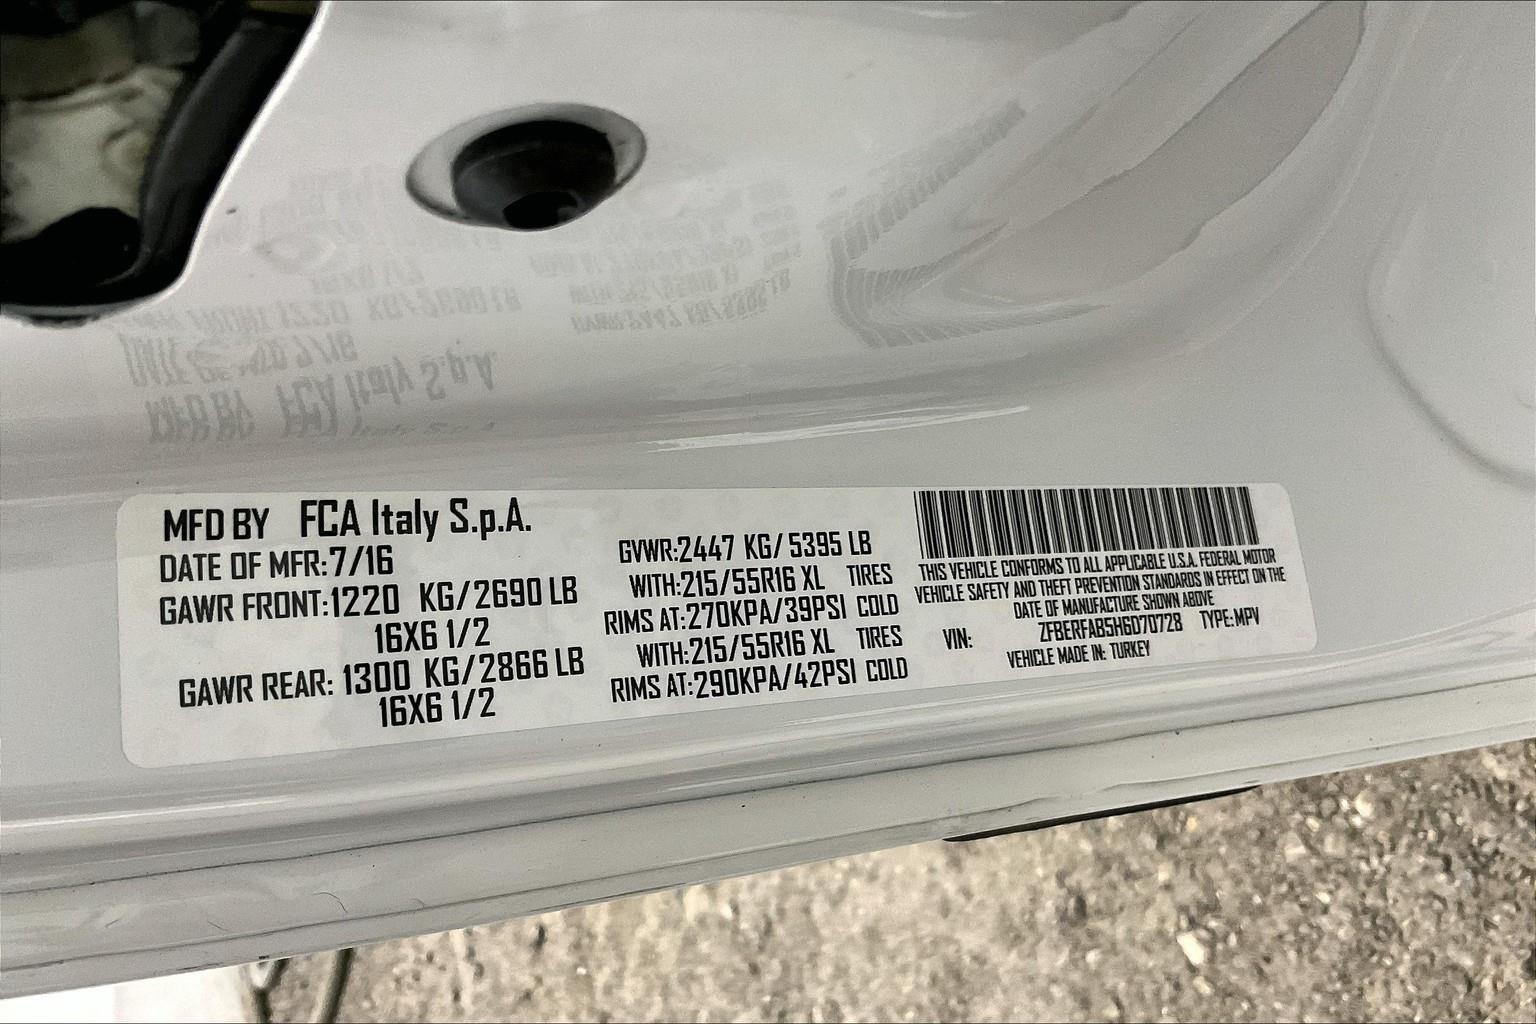 MFD BY FCA Italy S.p.A.
DATE OF MFR:7/16
GAWR FRONT:1220 KG/2690 LB
16X6 1/2
GAWR REAR: 1300 KG/2866 LB
16X6 1/2
GVWR:2447 KG/ 5395 LB
WITH:215/55R16 XL TIRES
RIMS AT:270KPA/39PSI COLD
WITH:215/55R16 XL TIRES
RIMS AT:290KPA/42PSI COLD
THIS VEHICLE CONFORMS TO ALL APPLICABLE U.S.A. FEDERAL MOTOR
VEHICLE SAFETY AND THEFT PREVENTION STANDARDS IN EFFECT ON THE
DATE OF MANUFACTURE SHOWN ABOVE
VIN: ZFBERFAB5H6D70728 TYPE:MPV
VEHICLE MADE IN: TURKEY